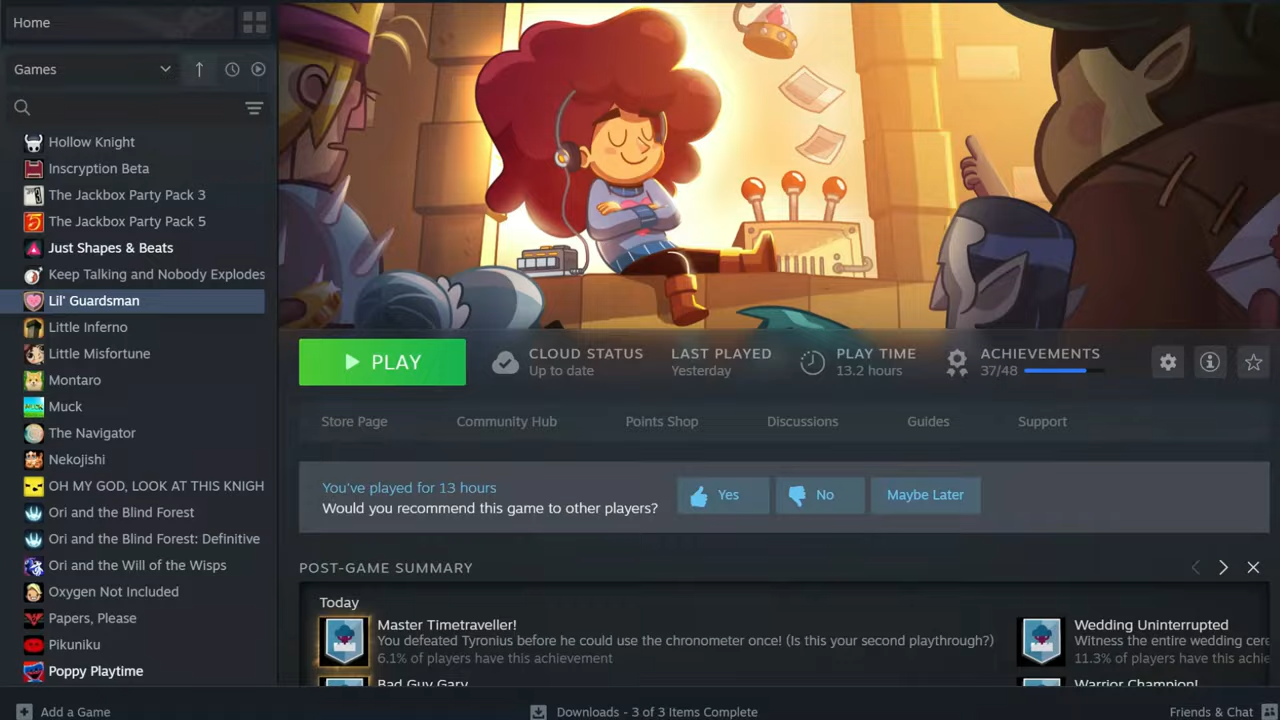 Home
Games
Hollow Knight
Inscryption Beta
The Jackbox Party Pack 3
The Jackbox Party Pack 5
Just Shapes & Beats
Keep Talking and Nobody Explodes
Lil' Guardsman
Little Inferno
Little Misfortune
Montaro
Muck
The Navigator
Nekojishi
OH MY GOD, LOOK AT THIS KNIGH
Ori and the Blind Forest
Ori and the Blind Forest: Definitive
Ori and the Will of the Wisps
Oxygen Not Included
Papers, Please
Pikuniku
Poppy Playtime
Add a Game
PLAY
CLOUD STATUS
Up to date
LAST PLAYED
Yesterday
PLAY TIME
13.2 hours
ACHIEVEMENTS
37/48
Store Page
Community Hub
Points Shop
Discussions
Guides
Support
You've played for 13 hours
Would you recommend this game to other players?
Yes
No
Maybe Later
POST-GAME SUMMARY
Today
Master Timetraveller!
You defeated Tyronius before he could use the chronometer once! (Is this your second playthrough?)
6.1% of players have this achievement
Bad Guy Gary
Wedding Uninterrupted
Witness the entire wedding cere
11.3% of players have this achie
Warrior Champion!
Downloads - 3 of 3 Items Complete
Friends & Chat